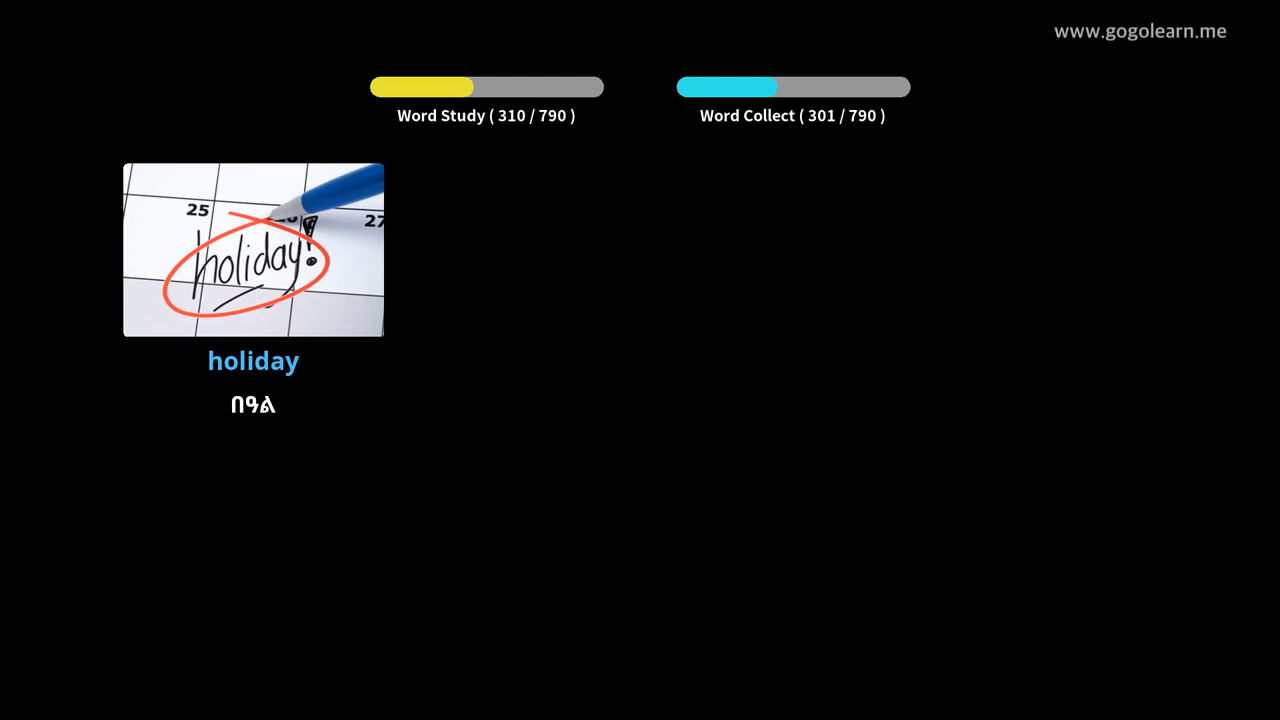 www.gogolearn.me
Word Study ( 310 / 790 )
Word Collect ( 301 / 790 )
25
27
holiday!
holiday
በዓል